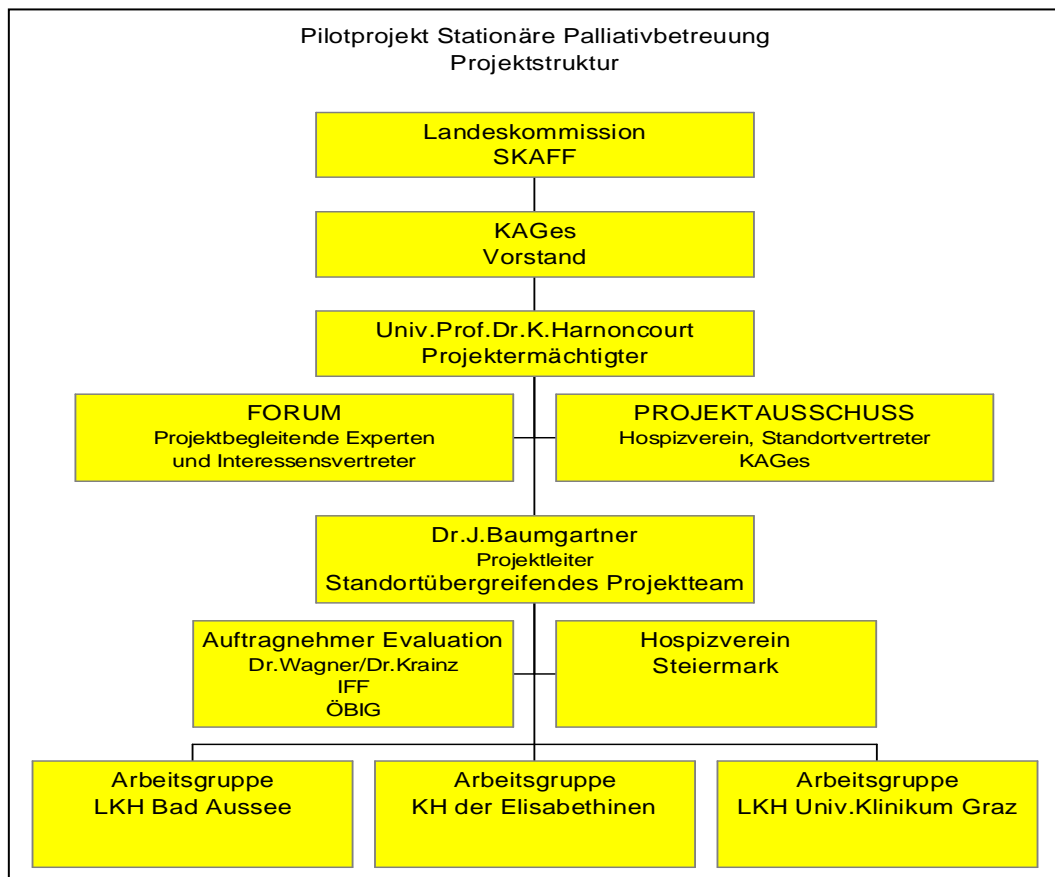 Pilotprojekt Stationäre Palliativbetreuung
Projektstruktur
Landeskommission
SKAFF
KAGes
Vorstand
Univ.Prof.Dr.K.Harnoncourt
Projektermächtigter
FORUM
Projektbegleitende Experten
und Interessensvertreter
PROJEKTAUSSCHUSS
Hospizverein, Standortvertreter
KAGes
Dr.J.Baumgartner
Projektleiter
Standortübergreifendes Projektteam
Auftragnehmer Evaluation
Dr.Wagner/Dr.Krainz
IFF
ÖBIG
Hospizverein
Steiermark
Arbeitsgruppe
LKH Bad Aussee
Arbeitsgruppe
KH der Elisabethinen
Arbeitsgruppe
LKH Univ.Klinikum Graz